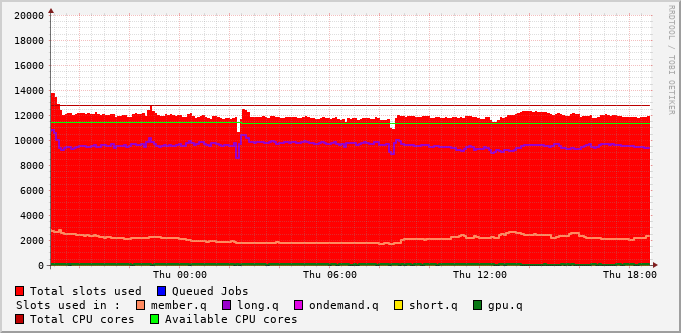 20000
18000
16000
14000
12000
10000
8000
6000
4000
2000
0
Thu 00:00 Thu 06:00 Thu 12:00 Thu 18:00
Total slots used Queued Jobs
Slots used in : member.q long.q ondemand.q short.q gpu.q
Total CPU cores Available CPU cores
RRDTOOL / TOBI OETIKER